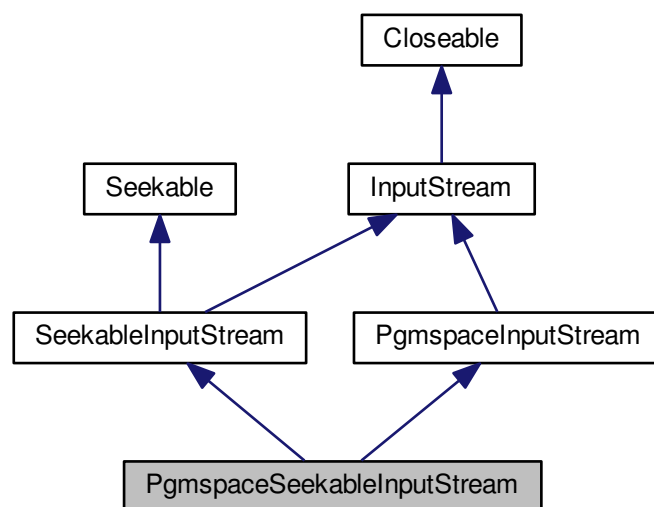 Closeable
Seekable
InputStream
SeekableInputStream
PgmspaceInputStream
PgmspaceSeekableInputStream